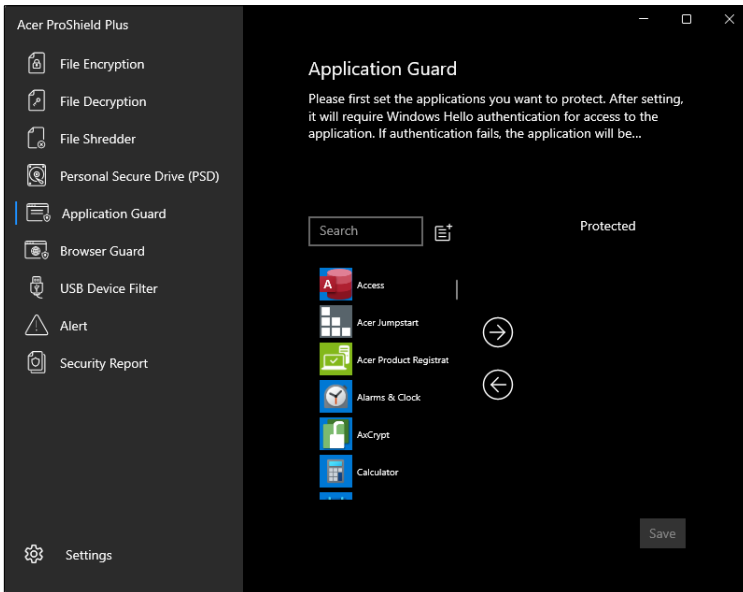 Acer ProShield Plus
File Encryption
File Decryption
File Shredder
Personal Secure Drive (PSD)
Application Guard
Browser Guard
USB Device Filter
Alert
Security Report
Settings
Application Guard
Please first set the applications you want to protect. After setting,
it will require Windows Hello authentication for access to the
application. If authentication fails, the application will be...
Search
Protected
A
Access
Acer Jumpstart
Acer Product Registrat
Alarms & Clock
AxCrypt
Calculator
Save